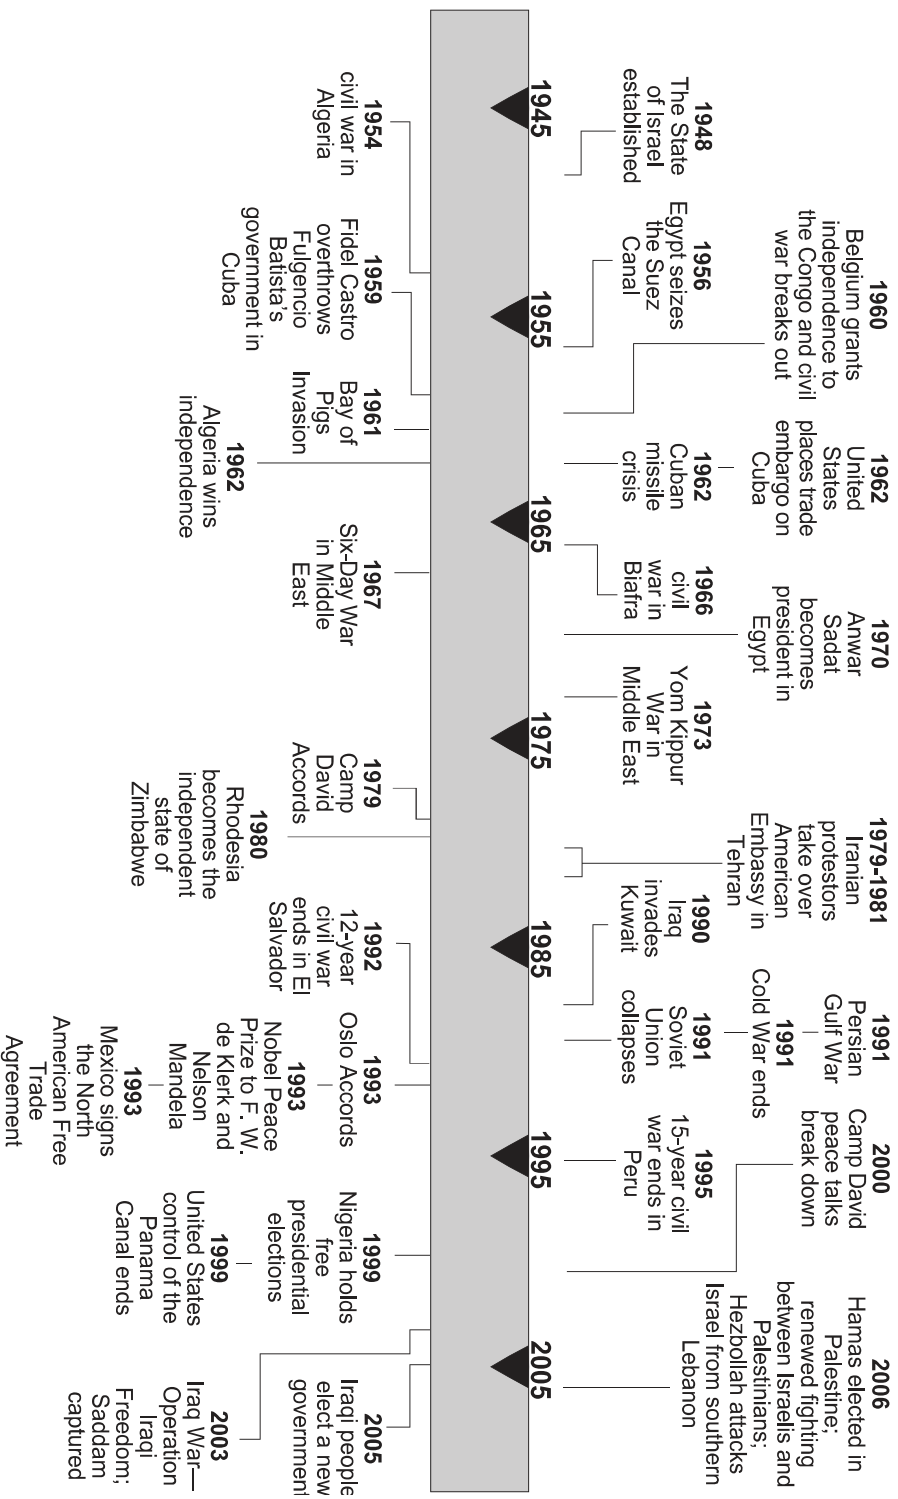 1948
The State
of Israel
established
1956
Egypt seizes
the Suez
Canal
1960
Belgium grants
independence to
the Congo and civil
war breaks out
1962
United
States
places trade
embargo on
Cuba
1962
Cuban
missile
crisis
1966
civil
war in
Biafra
1970
Anwar
Sadat
becomes
president in
Egypt
1973
Yom Kippur
War in
Middle East
1979-1981
Iranian
protestors
take over
American
Embassy in
Tehran
1990
Iraq
invades
Kuwait
1991
Persian
Gulf War
1991
Cold War ends
1991
Soviet
Union
collapses
1995
15-year civil
war ends in
Peru
2000
Camp David
peace talks
break down
2006
Hamas elected in
Palestine;
renewed fighting
between Israelis and
Palestinians;
Hezbollah attacks
Israel from southern
Lebanon
1945
1955
1965
1975
1985
1995
2005
1954
civil war in
Algeria
1959
Fidel Castro
overthrows
Fulgencio
Batista's
government in
Cuba
1961
Bay of
Pigs
Invasion
1962
Algeria wins
independence
1967
Six-Day War
in Middle
East
1979
Camp
David
Accords
1980
Rhodesia
becomes the
independent
state of
Zimbabwe
1992
12-year
civil war
ends in El
Salvador
1993
Oslo Accords
1993
Nobel Peace
Prize to F. W.
de Klerk and
Nelson
Mandela
1993
Mexico signs
the North
American Free
Trade
Agreement
1999
Nigeria holds
free
presidential
elections
1999
United States
control of the
Panama
Canal ends
2003
Iraq War—
Operation
Iraqi
Freedom;
Saddam
captured
2005
Iraqi people
elect a new
government